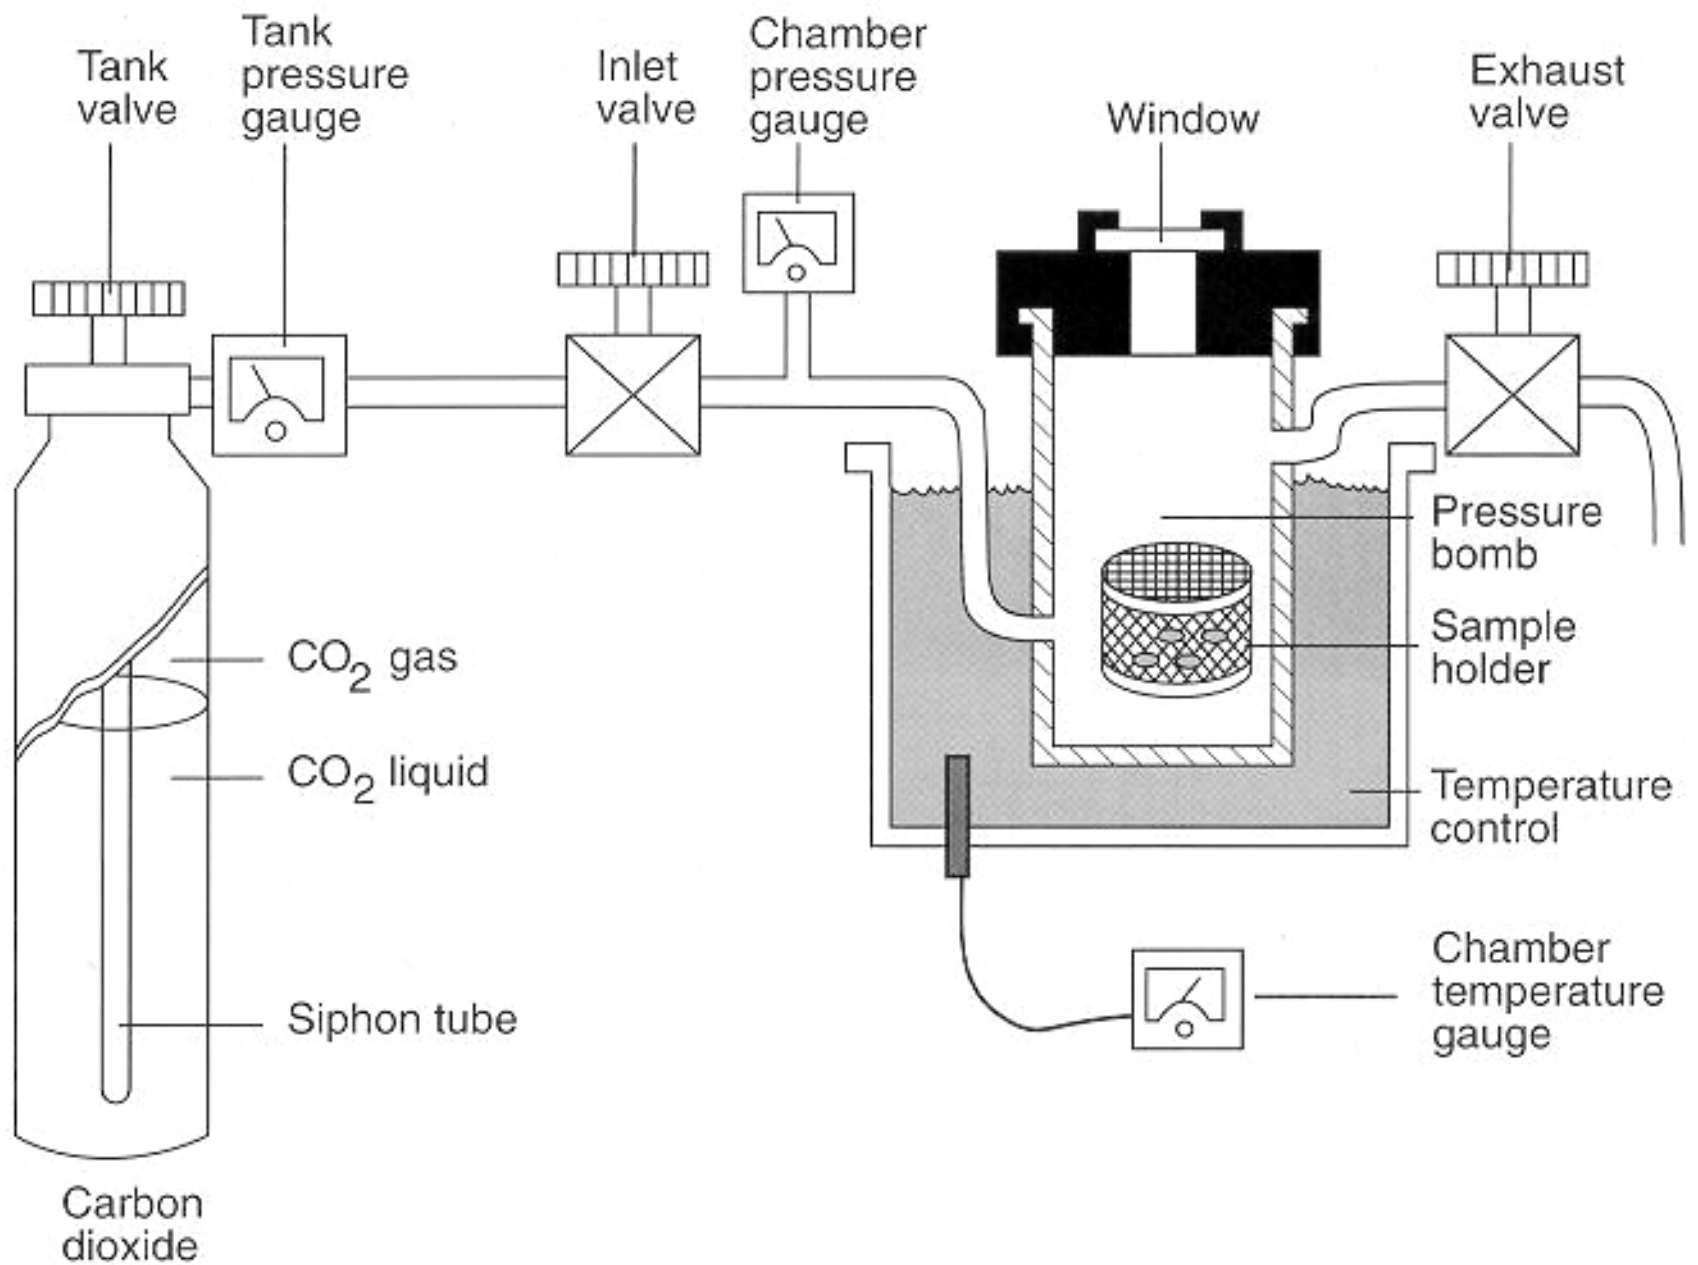 Tank
valve
Tank
pressure
gauge
Inlet
valve
Chamber
pressure
gauge
Window
Exhaust
valve
Pressure
bomb
Sample
holder
CO2 gas
CO2 liquid
Temperature
control
Chamber
temperature
gauge
Siphon tube
Carbon
dioxide